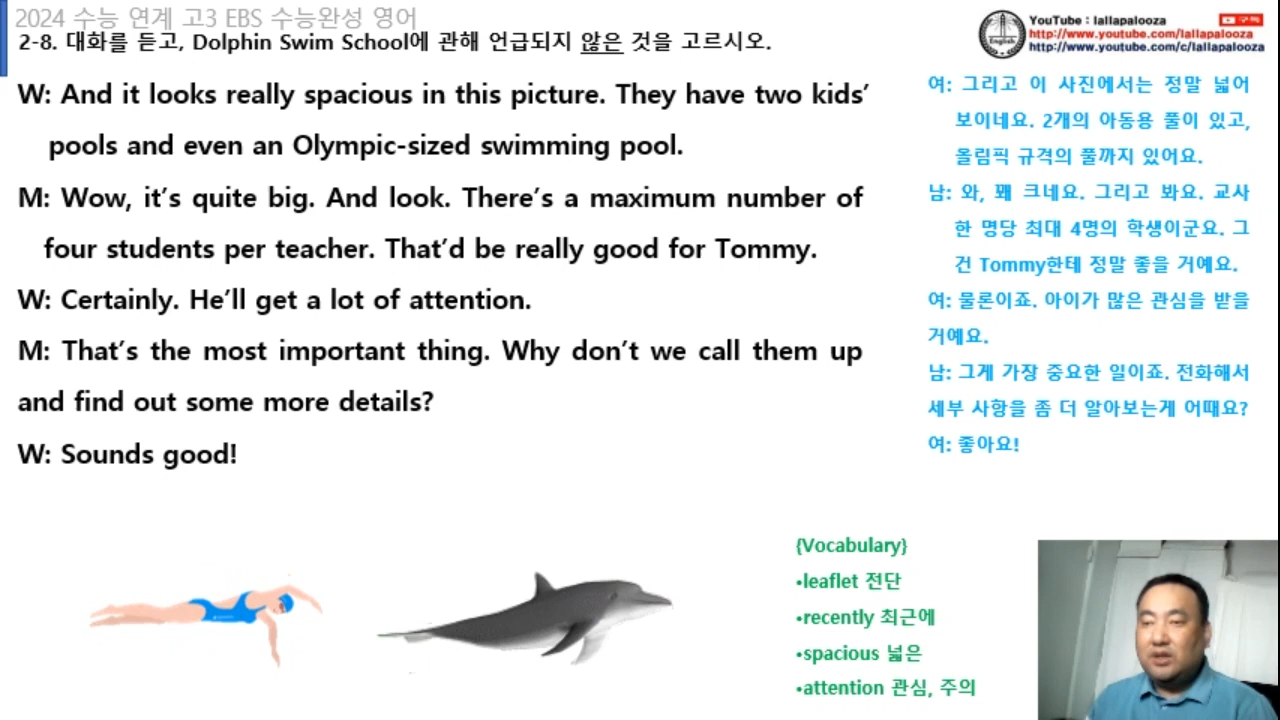 2024 수능 연계 고3 EBS 수능완성 영어
2-8. 대화를 듣고, Dolphin Swim School에 관해 언급되지 않은 것을 고르시오.
YouTube : lallapalooza
구독
http://www.youtube.com/lallapalooza
http://www.youtube.com/c/lallapalooza
English
W: And it looks really spacious in this picture. They have two kids’
pools and even an Olympic-sized swimming pool.
M: Wow, it’s quite big. And look. There’s a maximum number of
four students per teacher. That’d be really good for Tommy.
W: Certainly. He’ll get a lot of attention.
M: That’s the most important thing. Why don’t we call them up
and find out some more details?
W: Sounds good!
여: 그리고 이 사진에서는 정말 넓어
보이네요. 2개의 아동용 풀이 있고,
올림픽 규격의 풀까지 있어요.
남: 와, 꽤 크네요. 그리고 봐요. 교사
한 명당 최대 4명의 학생이군요. 그
건 Tommy한테 정말 좋을 거예요.
여: 물론이죠. 아이가 많은 관심을 받을
거예요.
남: 그게 가장 중요한 일이죠. 전화해서
세부 사항을 좀 더 알아보는게 어때요?
여: 좋아요!
{Vocabulary}
•leaflet 전단
•recently 최근에
•spacious 넓은
•attention 관심, 주의